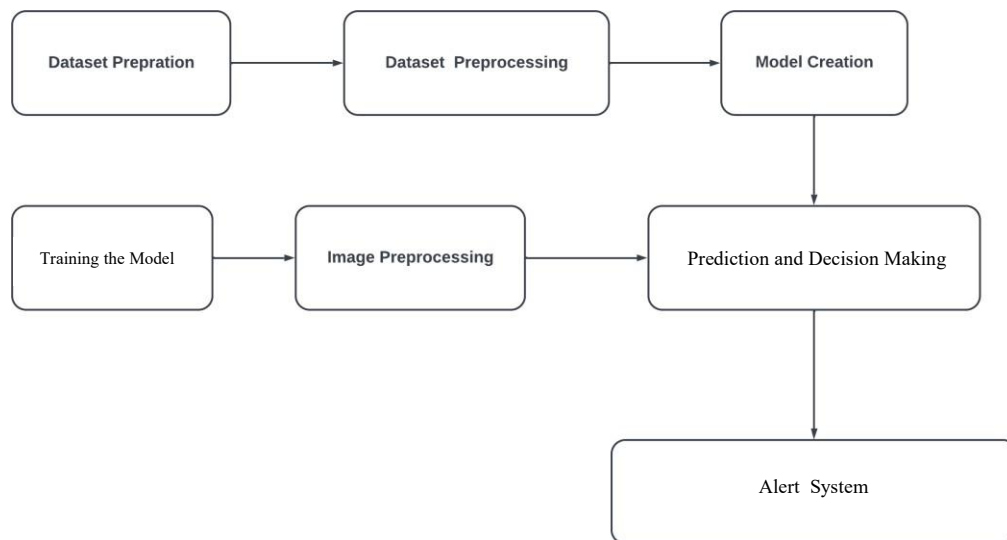 Dataset Prepration
Dataset Preprocessing
Model Creation
Training the Model
Image Preprocessing
Prediction and Decision Making
Alert System